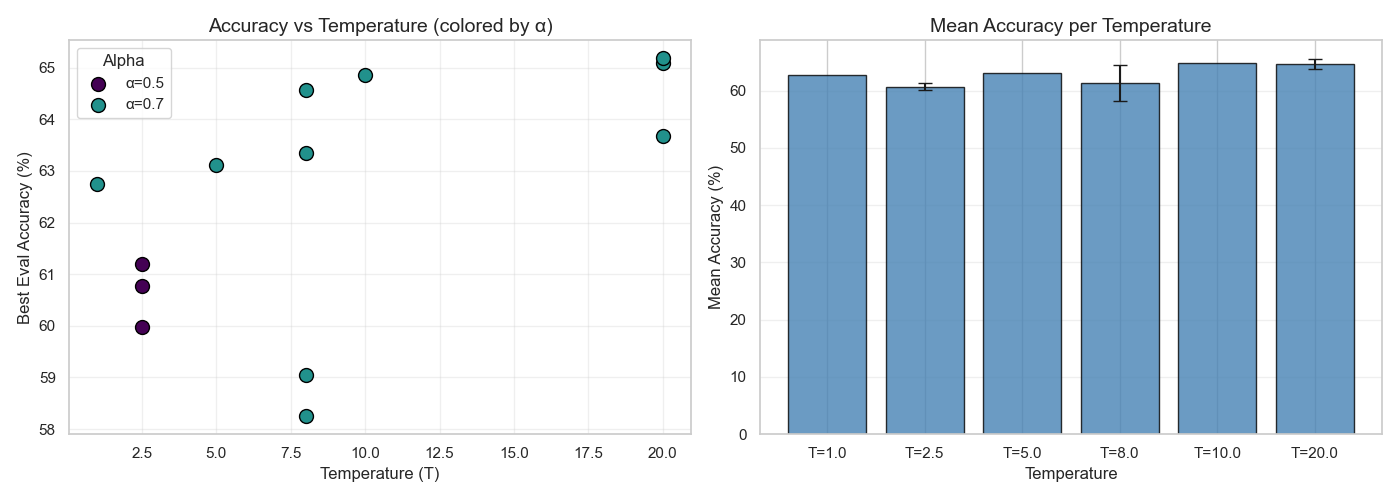 Accuracy vs Temperature (colored by α)
Alpha
α=0.5
α=0.7
Best Eval Accuracy (%)
65
64
63
62
61
60
59
58
2.5 5.0 7.5 10.0 12.5 15.0 17.5 20.0
Temperature (T)
Mean Accuracy per Temperature
Mean Accuracy (%)
60
50
40
30
20
10
0
T=1.0 T=2.5 T=5.0 T=8.0 T=10.0 T=20.0
Temperature